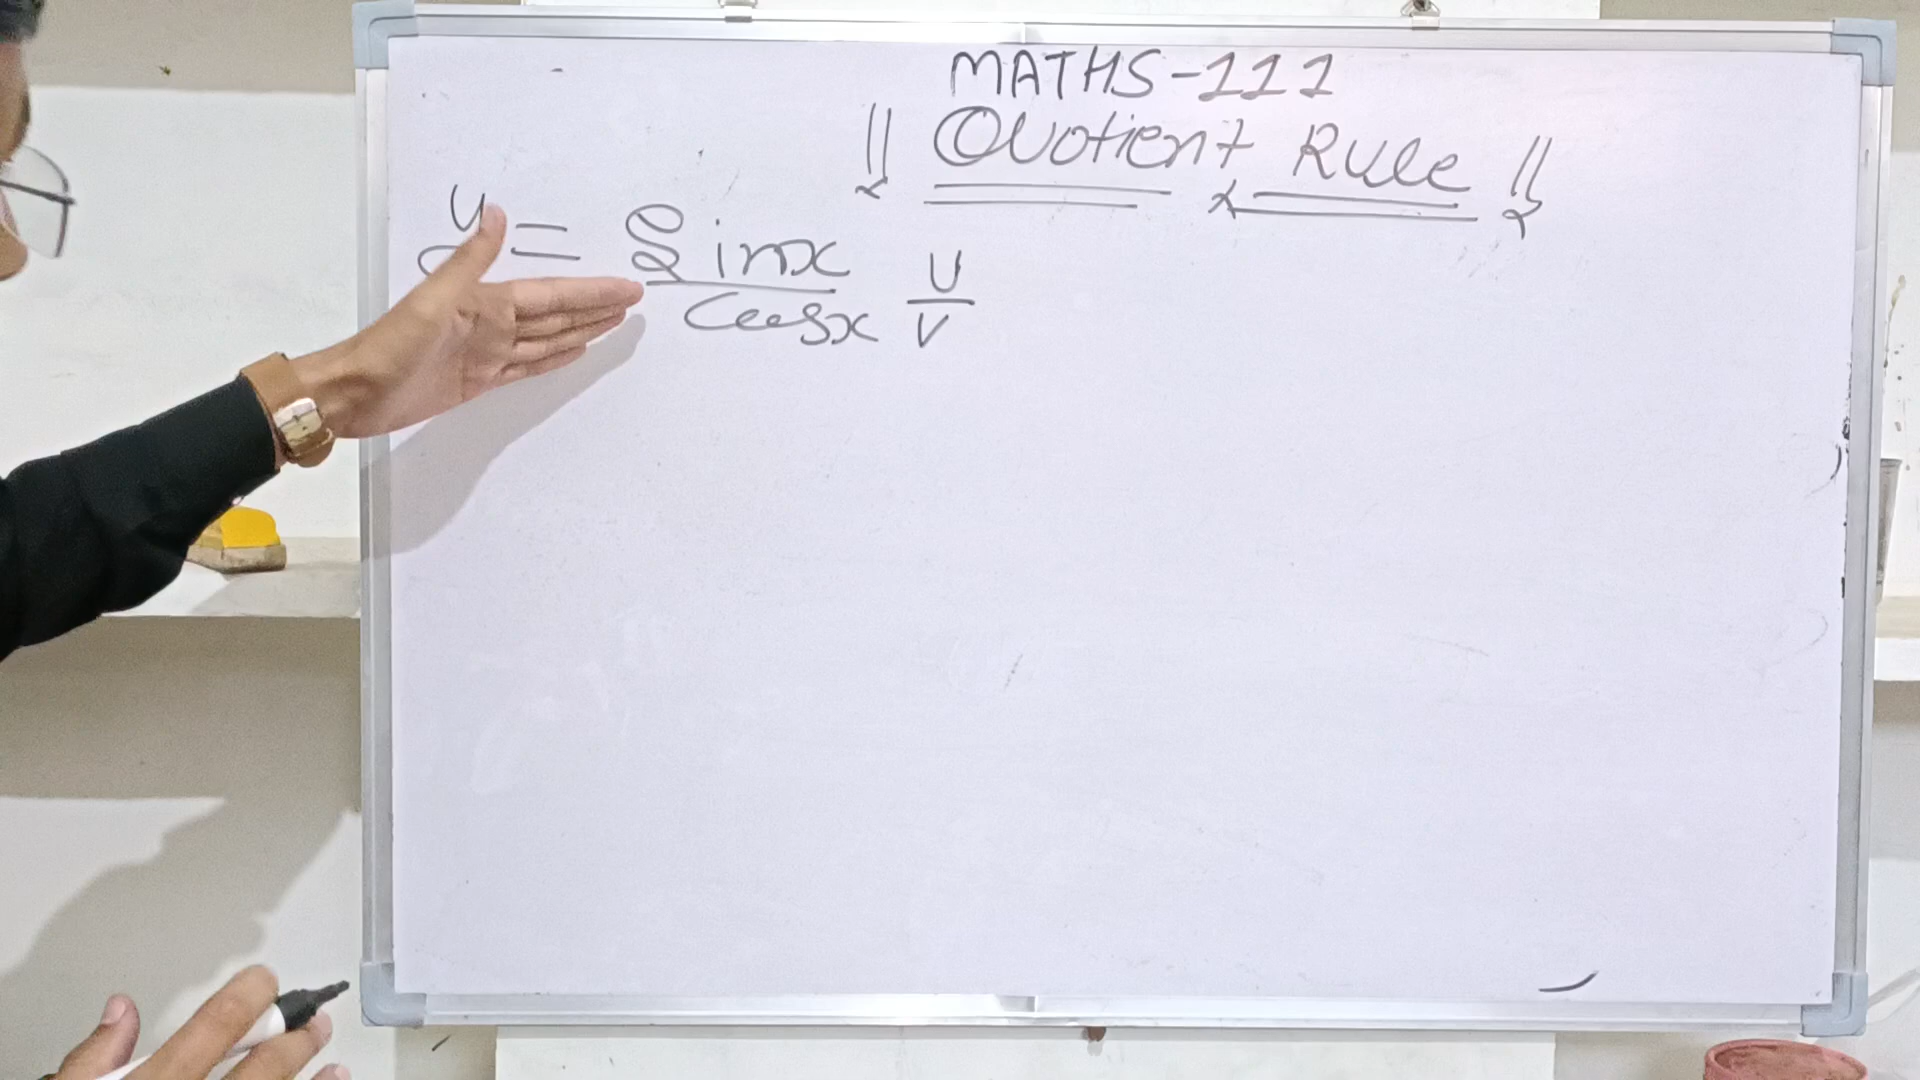 MATHS-111
Quotient Rule
y = Sinx U
Cosx V